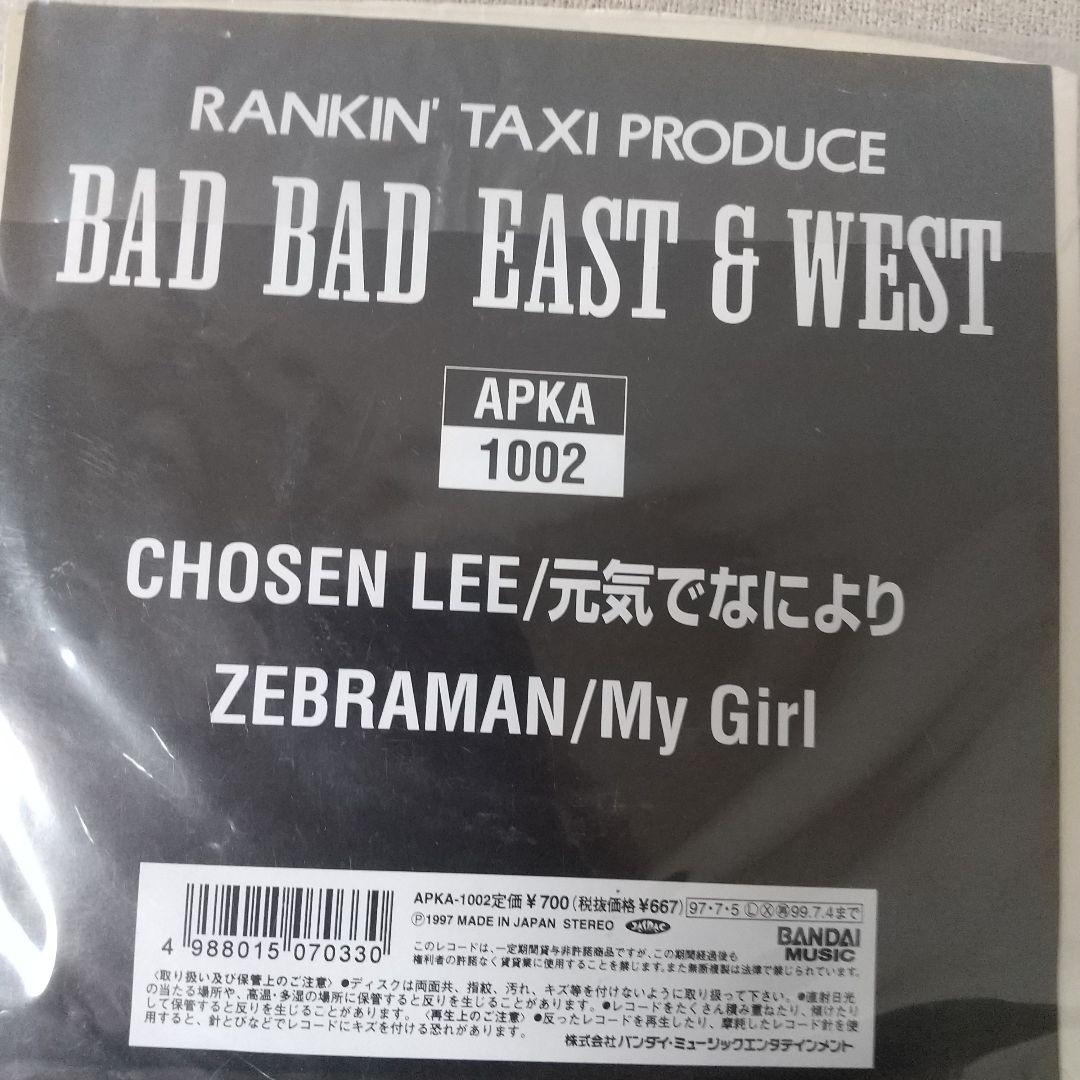 RANKIN' TAXI PRODUCE
BAD BAD EAST & WEST
APKA
1002
CHOSEN LEE/元気でなにより
ZEBRAMAN/My Girl
APKA-1002定価¥700(税抜価格¥667) 97・7・5 Ⓛ Ⓧ ㊢99.7.4まで
Ⓟ1997 MADE IN JAPAN STEREO JASRAC
BANDAI
MUSIC
4 988015 070330
このレコードは、一定期間貸与非許諾商品ですが、この期間経過後も
権利者の許諾なく賃貸業に使用することを禁じます。また無断複製は法律で禁じられています。
〈取り扱い及び保管上のご注意〉●ディスクは両面共、指紋、汚れ、キズ等を付けないように取り扱って下さい。●直射日光
の当たる場所や、高温・多湿の場所に保管すると反りを生じることがあります。●レコードをたくさん積み重ねたり、傾けたり
して保管すると反りを生じることがあります。〈再生上のご注意〉●反ったレコードを再生したり、摩耗したレコード針を使
用すると、針とびなどでレコードにキズを付ける恐れがあります。
株式会社バンダイ・ミュージックエンタテインメント